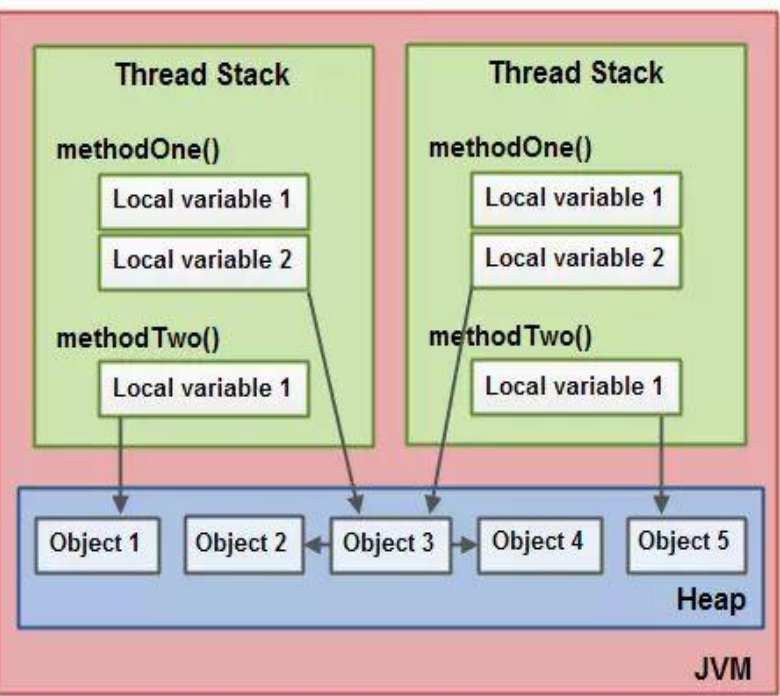 Thread Stack
methodOne()
Local variable 1
Local variable 2
methodTwo()
Local variable 1
Thread Stack
methodOne()
Local variable 1
Local variable 2
methodTwo()
Local variable 1
Object 1
Object 2
Object 3
Object 4
Object 5
Heap
JVM